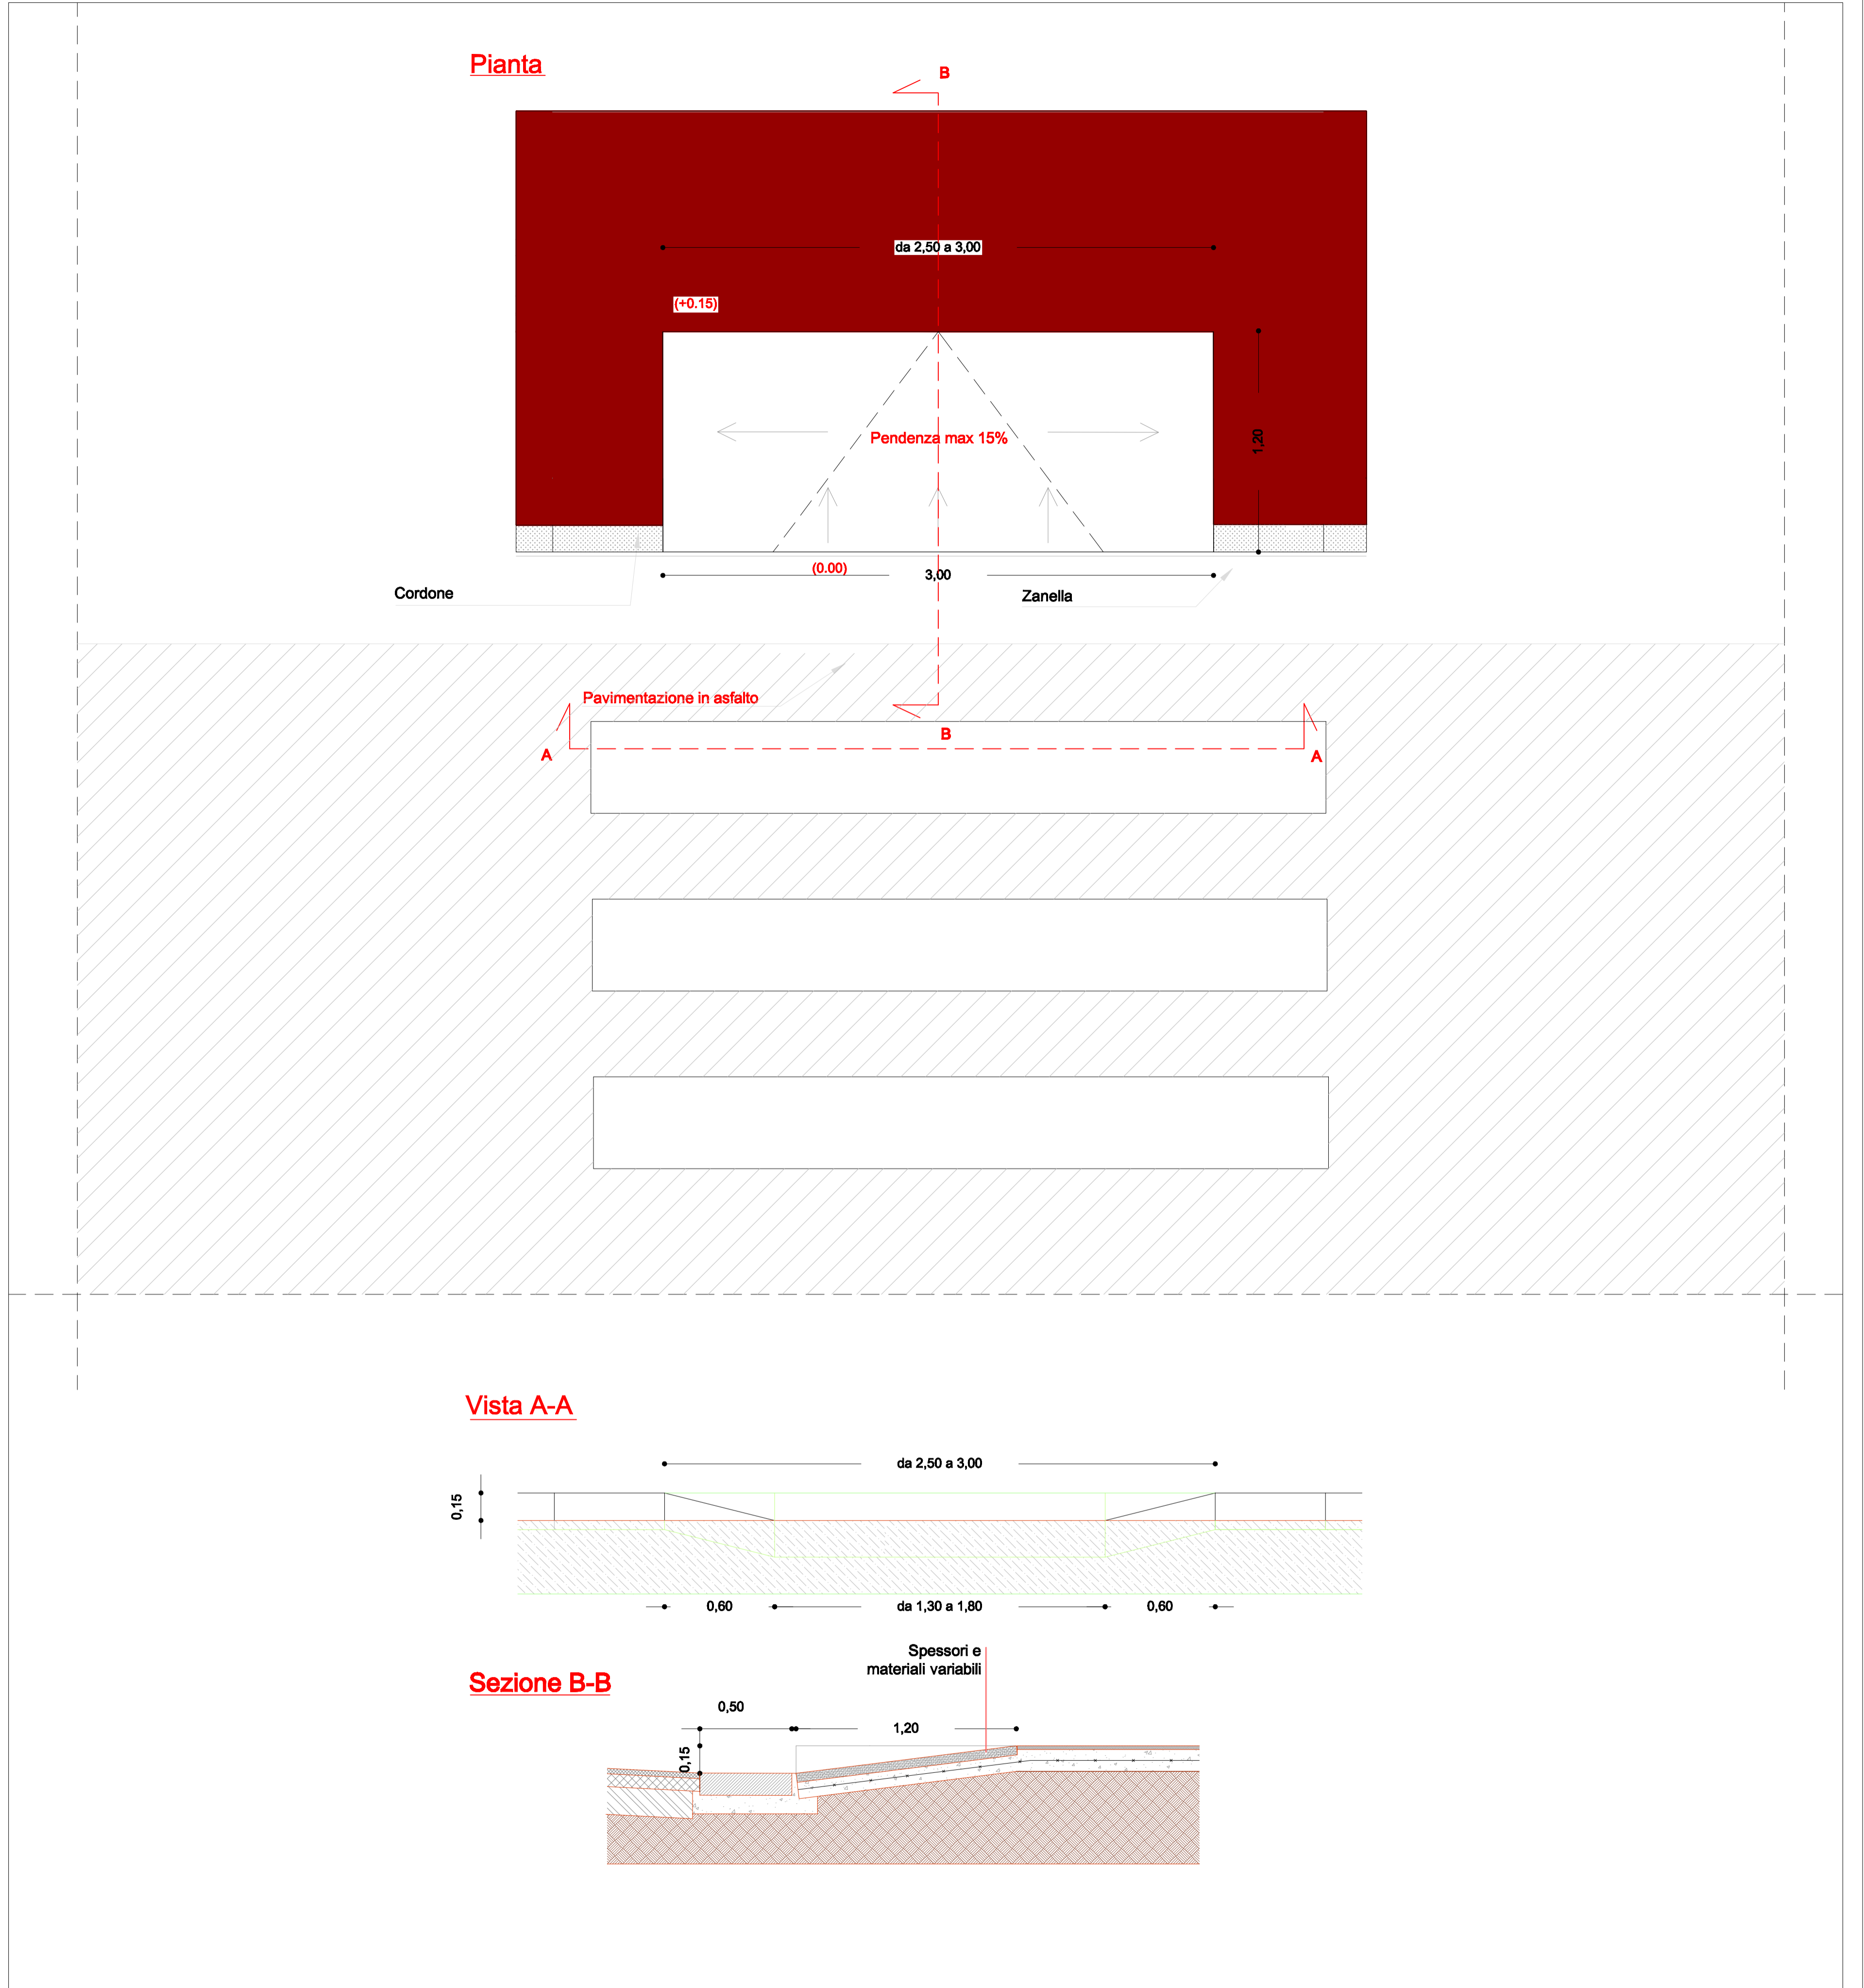 Pianta
B
da 2,50 a 3,00
(+0.15)
1,20
Pendenza max 15%
(0.00)
3,00
Cordone
Zanella
Pavimentazione in asfalto
B
A
A
Vista A-A
da 2,50 a 3,00
0,15
0,60
da 1,30 a 1,80
0,60
Spessori e
materiali variabili
Sezione B-B
0,50
1,20
0,15